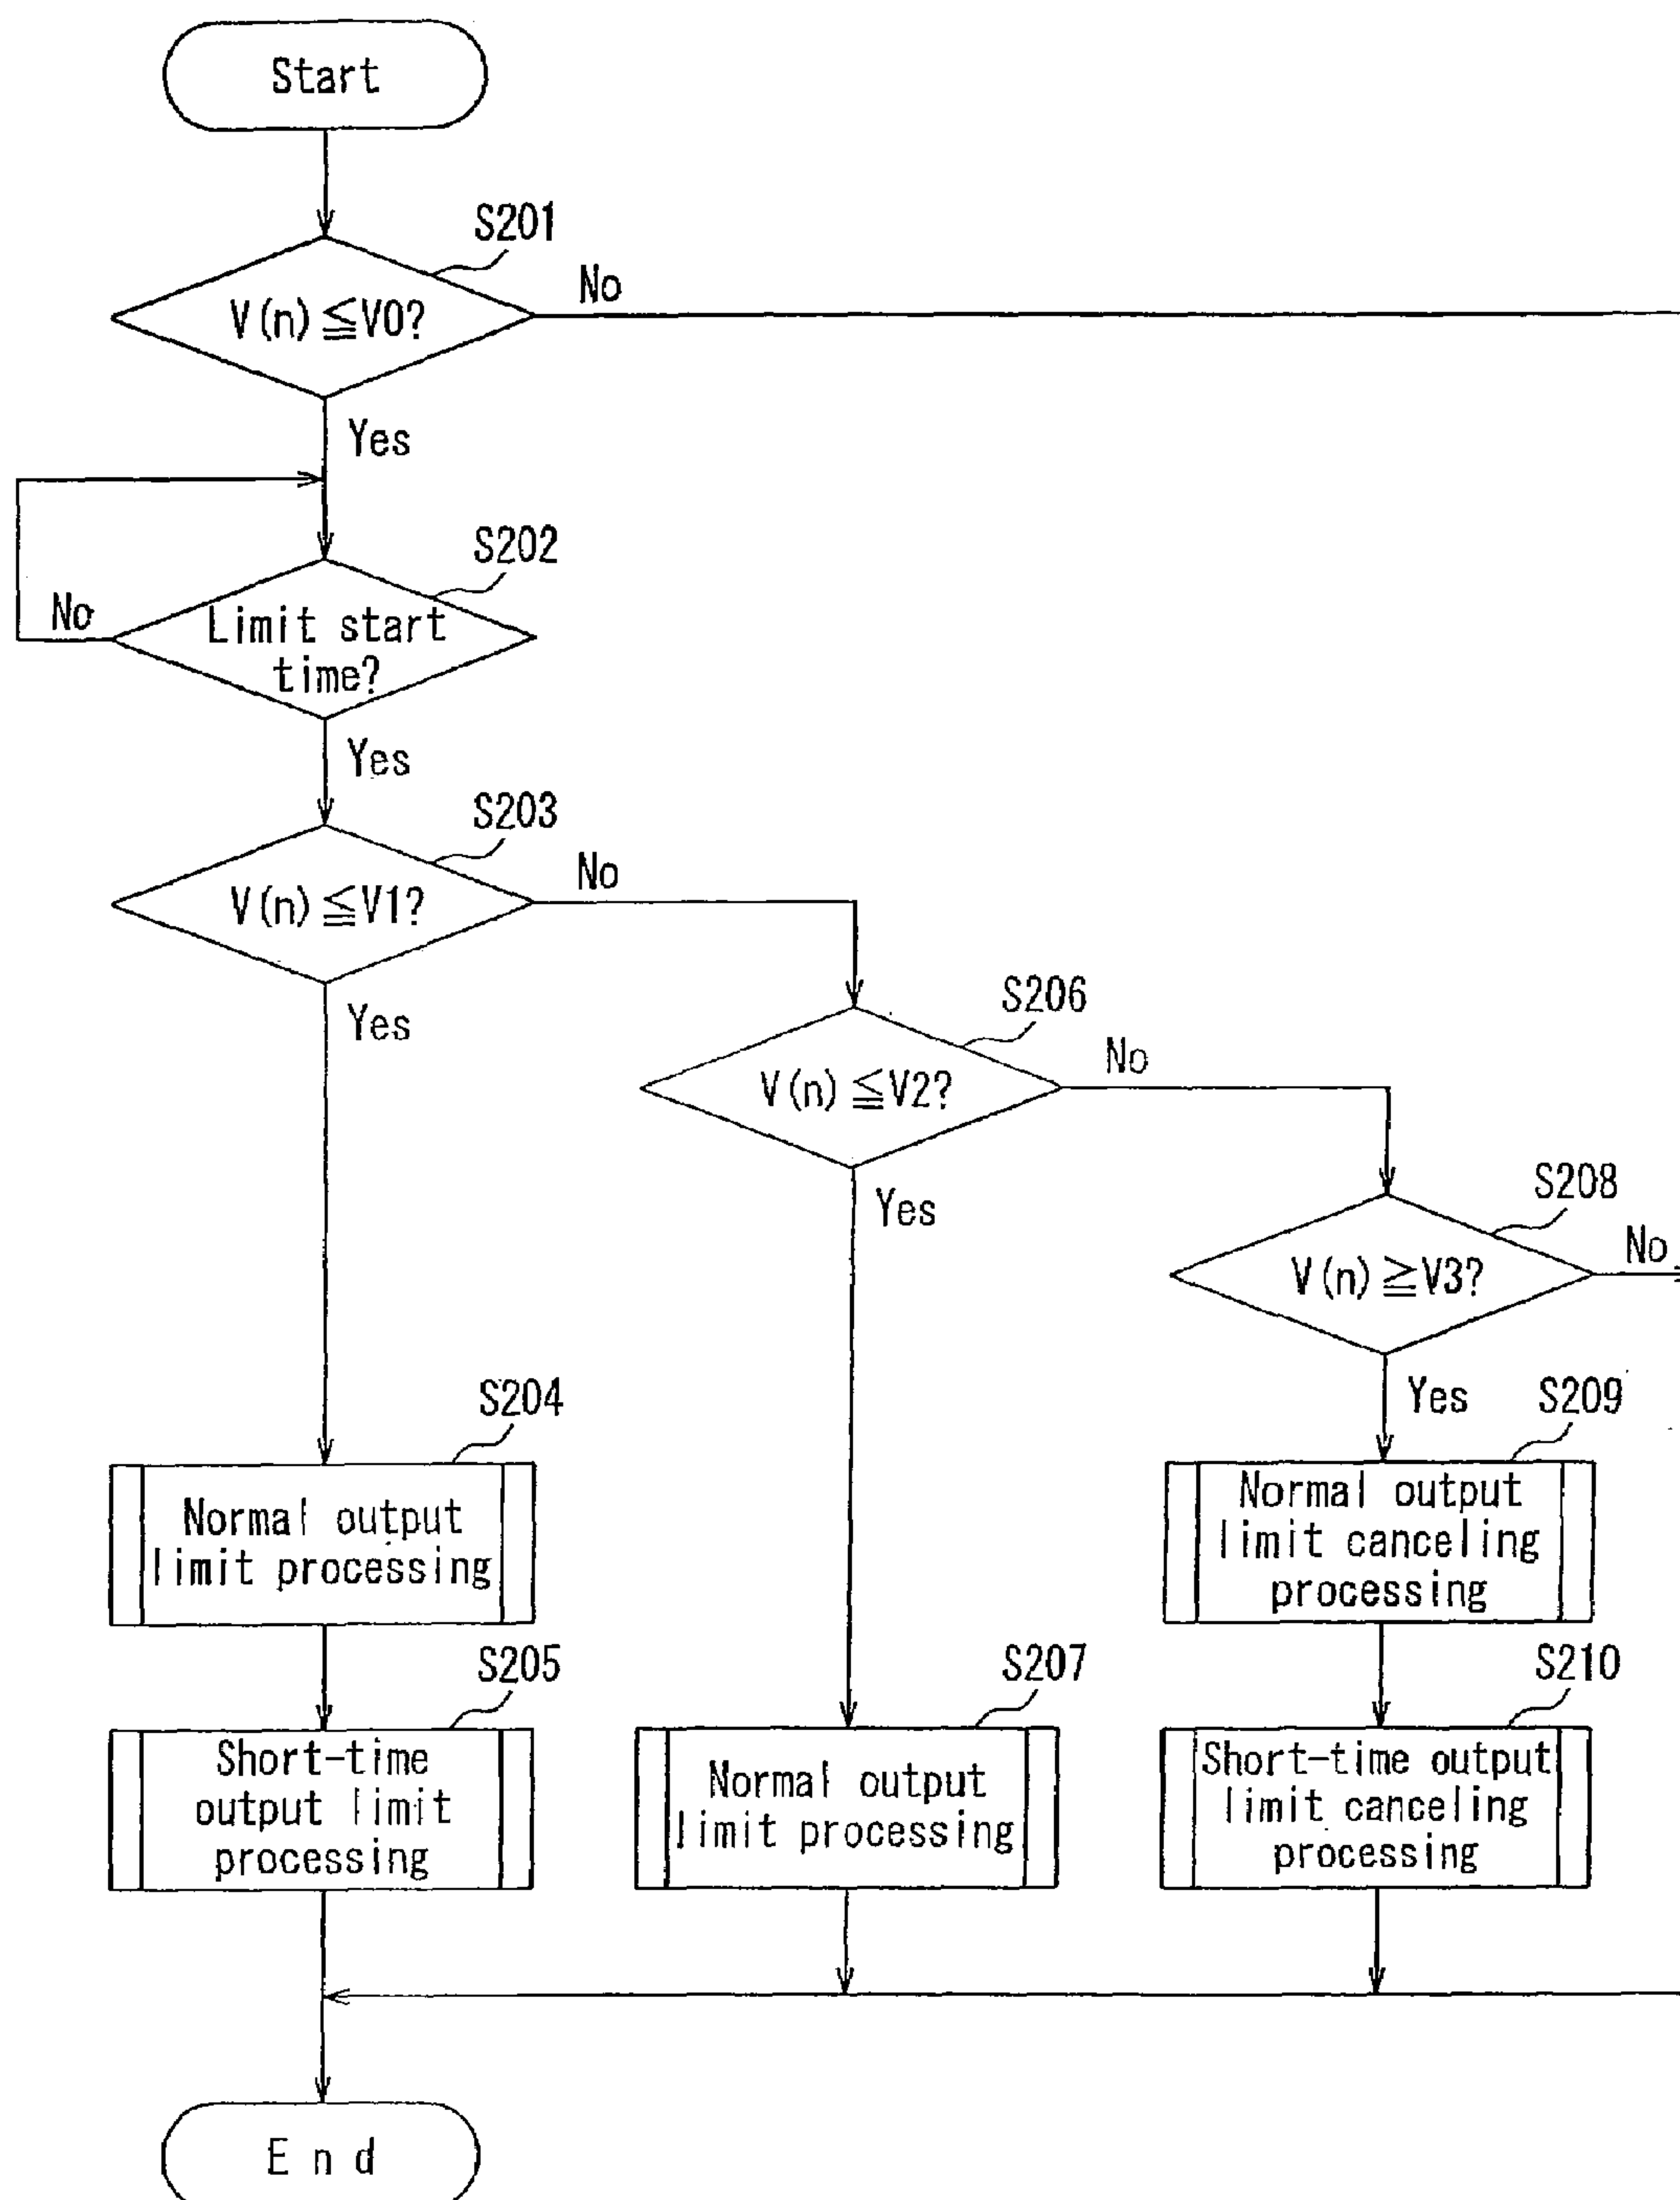 Start
S201
V(n)≦V0?
No
Yes
S202
Limit start
time?
No
Yes
S203
V(n)≦V1?
No
Yes
S206
V(n)≦V2?
No
Yes
S208
V(n)≧V3?
No
Yes
S204
Normal output
limit processing
S209
Normal output
limit canceling
processing
S205
Short-time
output limit
processing
S207
Normal output
limit processing
S210
Short-time output
limit canceling
processing
End